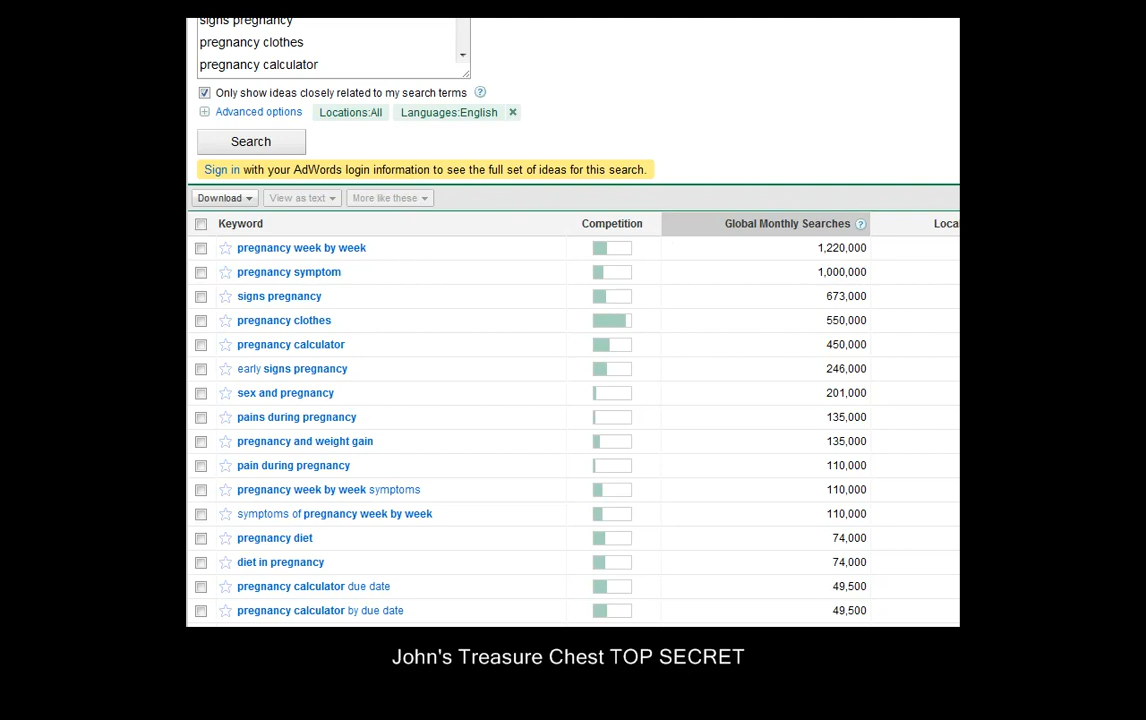 signs pregnancy
pregnancy clothes
pregnancy calculator
Only show ideas closely related to my search terms ?
Advanced options Locations:All Languages:English ×
Search
Sign in with your AdWords login information to see the full set of ideas for this search.
Download View as text More like these
Keyword Competition Global Monthly Searches ? Loca
pregnancy week by week 1,220,000
pregnancy symptom 1,000,000
signs pregnancy 673,000
pregnancy clothes 550,000
pregnancy calculator 450,000
early signs pregnancy 246,000
sex and pregnancy 201,000
pains during pregnancy 135,000
pregnancy and weight gain 135,000
pain during pregnancy 110,000
pregnancy week by week symptoms 110,000
symptoms of pregnancy week by week 110,000
pregnancy diet 74,000
diet in pregnancy 74,000
pregnancy calculator due date 49,500
pregnancy calculator by due date 49,500
John's Treasure Chest TOP SECRET